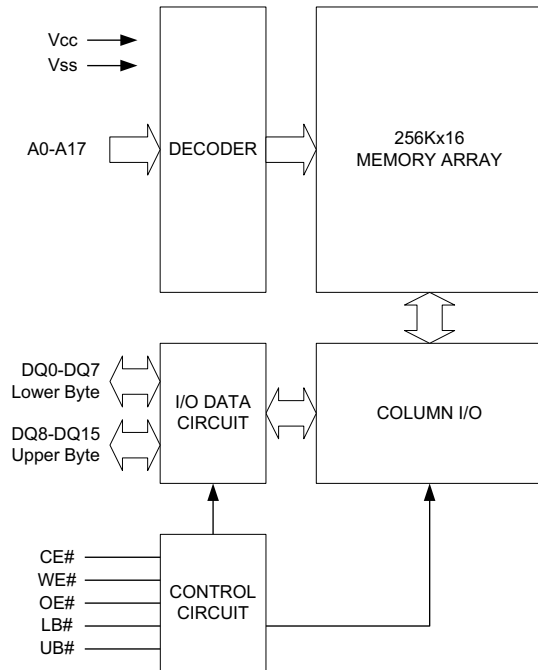 Vcc
Vss
A0-A17
DECODER
256Kx16
MEMORY ARRAY
DQ0-DQ7
Lower Byte
DQ8-DQ15
Upper Byte
I/O DATA
CIRCUIT
COLUMN I/O
CE#
WE#
OE#
LB#
UB#
CONTROL
CIRCUIT